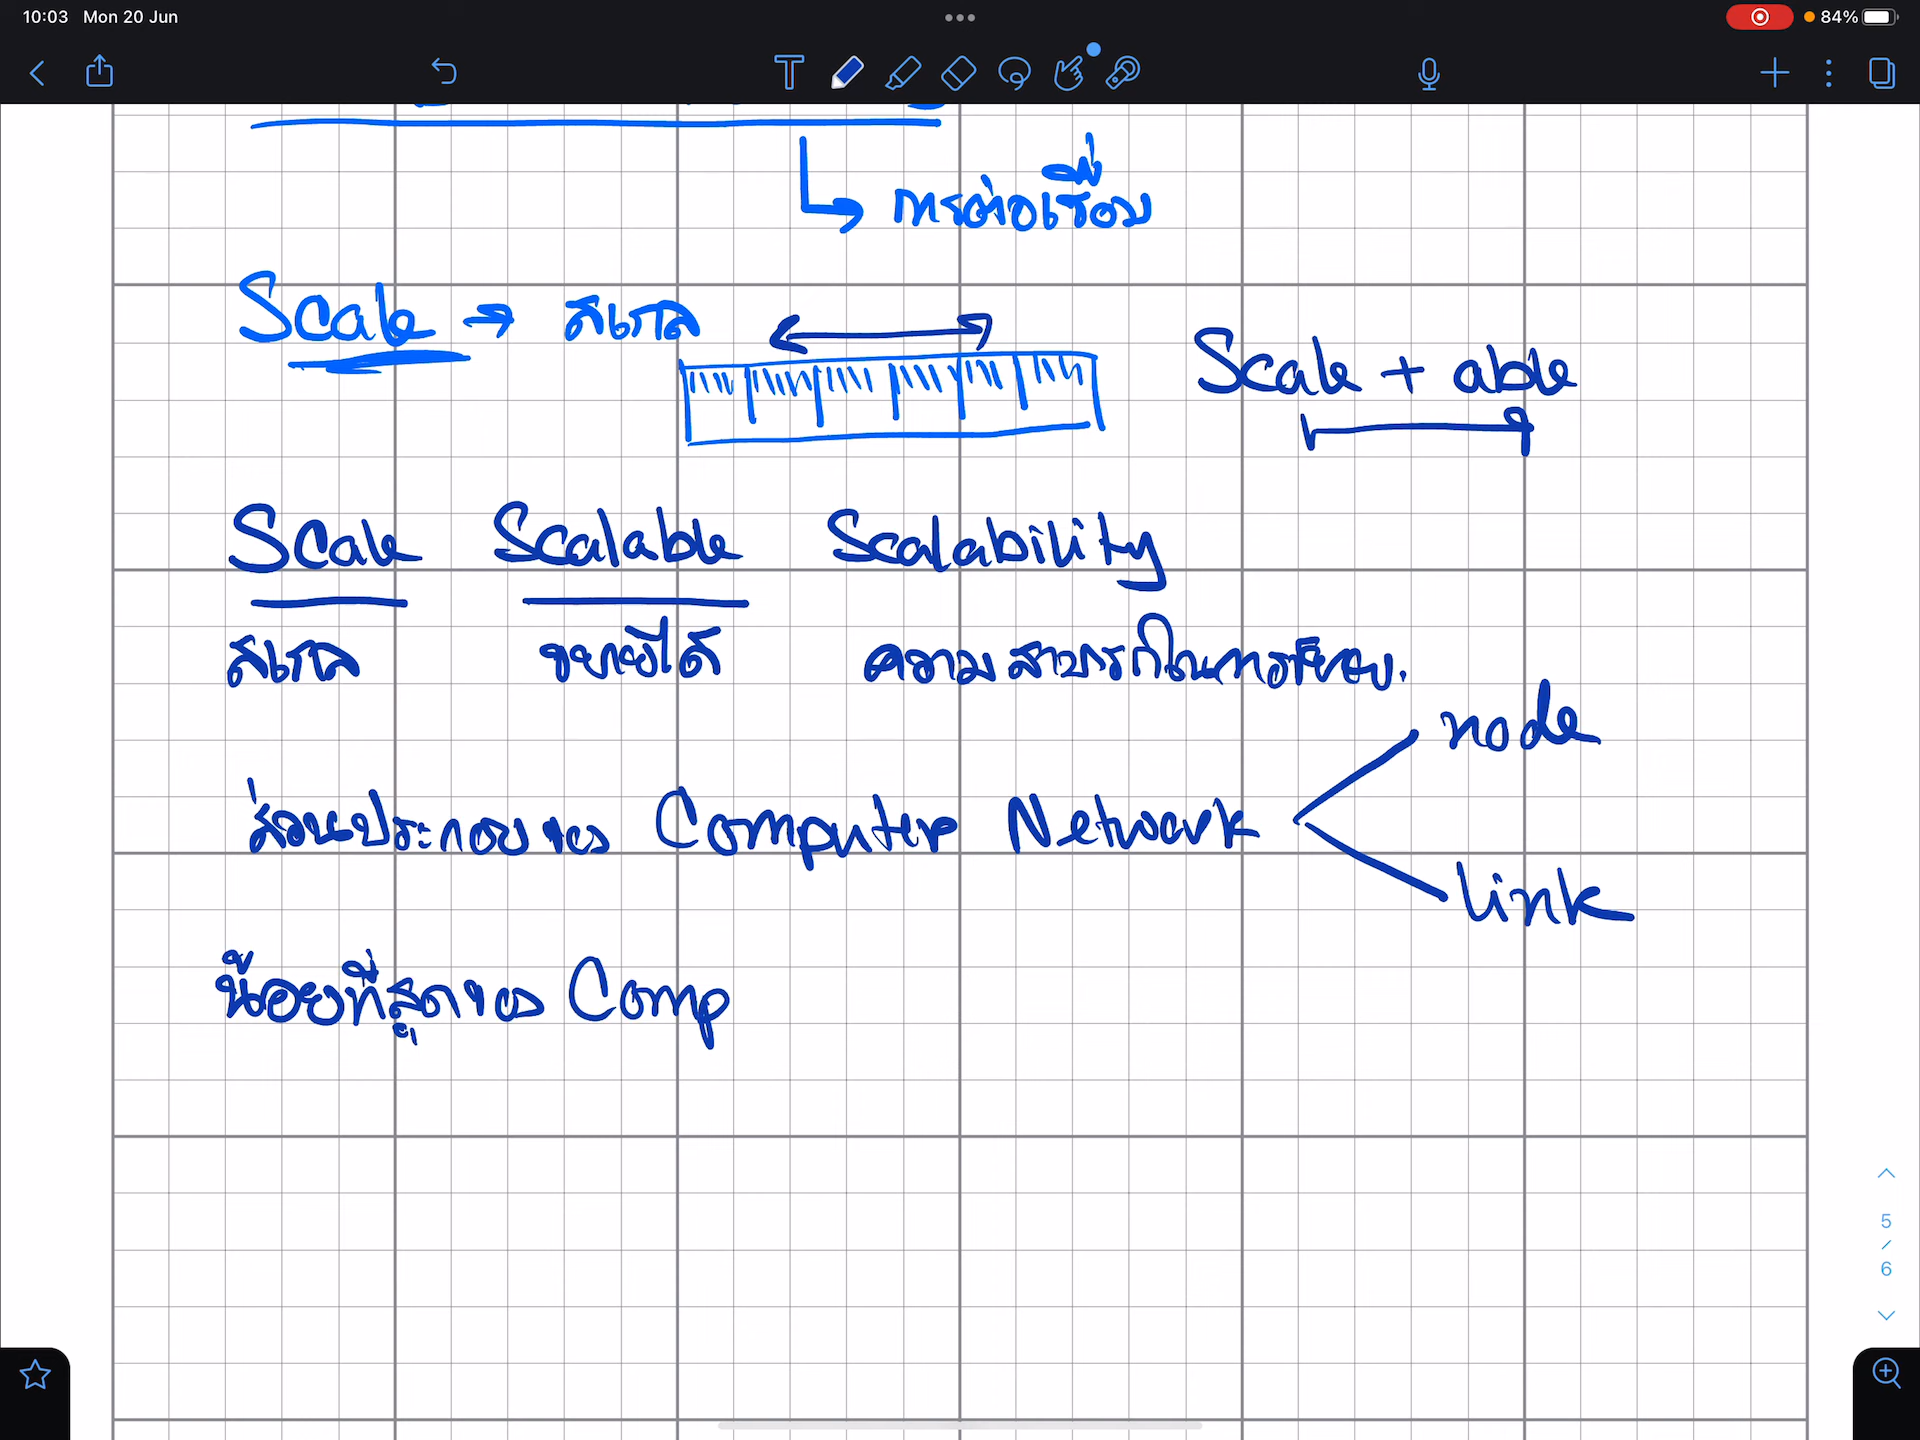 10:03 Mon 20 Jun
84%
T
การต่อเชื่อม
Scale → สเกล
Scale + able
Scale Scalable Scalability
สเกล ขยายได้ ความสามารถในการขยาย.
node
ส่วนประกอบของ Computer Network
link
น้อยที่สุดของ Comp
5
/
6